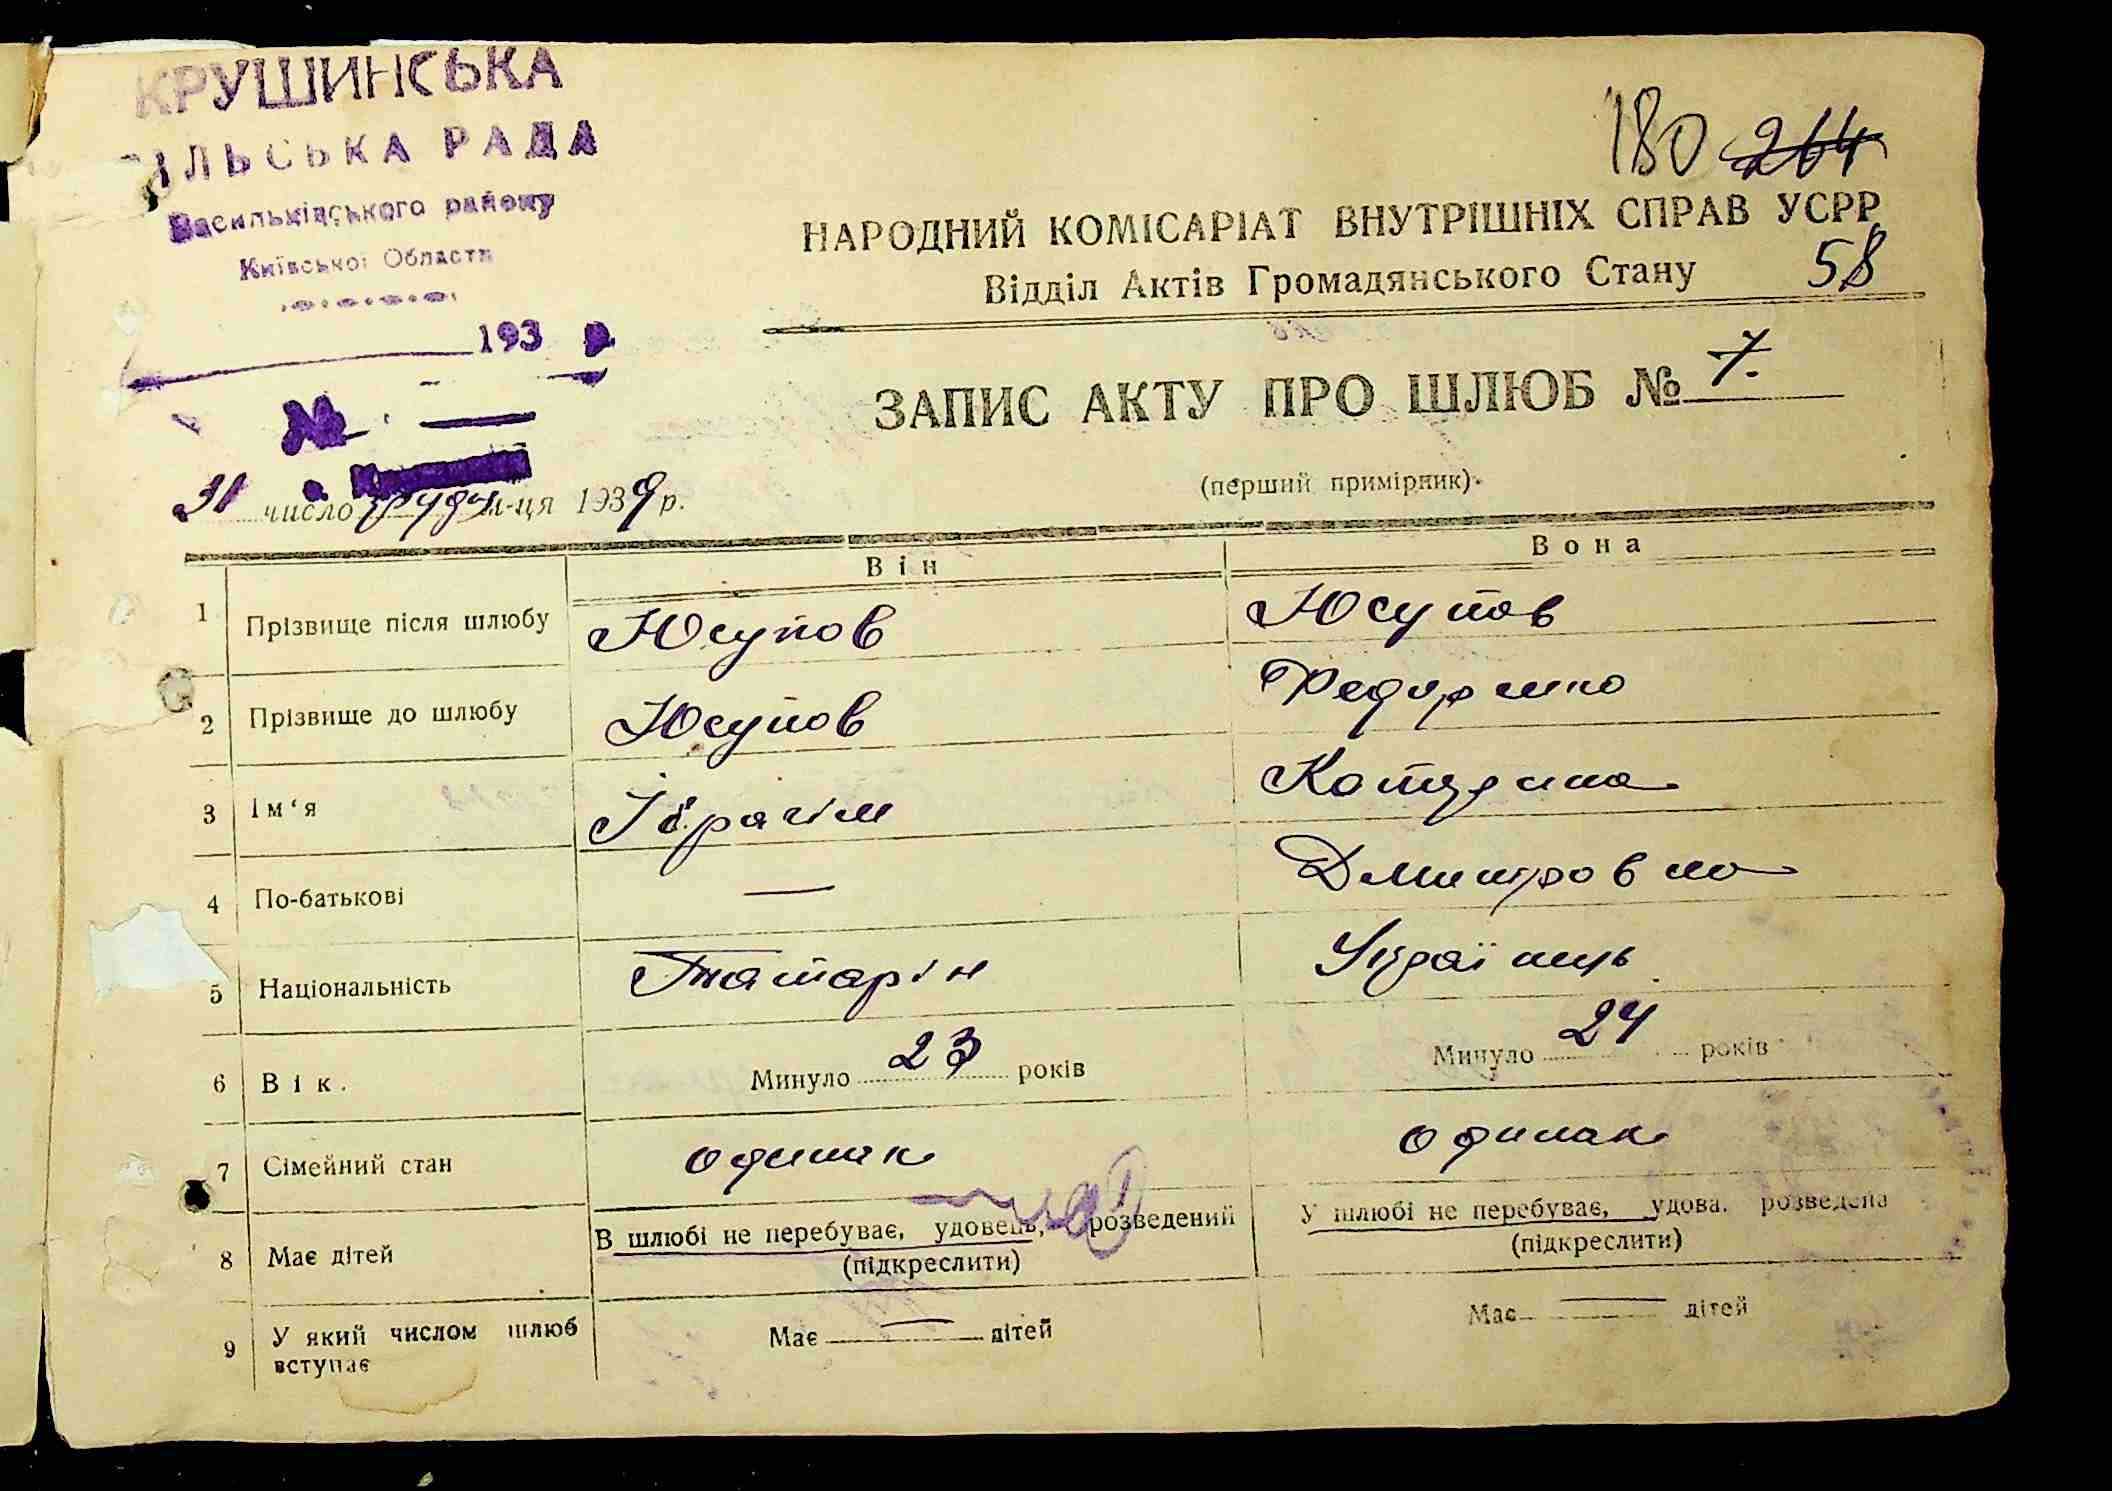 КРУШИНСЬКА
СІЛЬСЬКА РАДА
Васильківського району
Київської Области
193
№ —
180 264
НАРОДНИЙ КОМІСАРІАТ ВНУТРІШНІХ СПРАВ УСРР
Відділ Актів Громадянського Стану 58
ЗАПИС АКТУ ПРО ШЛЮБ № 7.
(перший примірник).
31 число груд м-ця 1939 р.
Він Вона
1 Прізвище після шлюбу Юсупов Юсупов
2 Прізвище до шлюбу Юсупов Федоренко
3 Ім‘я Ібрагім Катерина
4 По-батькові — Дмитровна
5 Національність Татарін Українць
6 Вік. Минуло 23 років Минуло 24 років
7 Сімейний стан одинак одинак
8 Має дітей В шлюбі не перебуває, удовець, розведений У шлюбі не перебуває, удова. розведена
(підкреслити) (підкреслити)
9 У який числом шлюб вступає Має — дітей Має — дітей